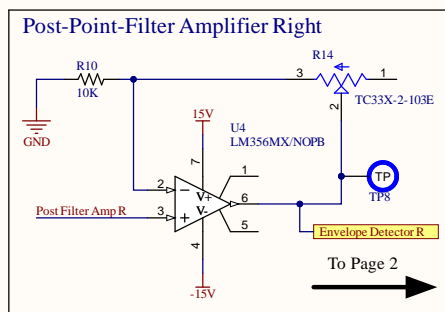 Post-Point-Filter Amplifier Right
R10
10K
GND
R14
3
1
2
TC33X-2-103E
15V
U4
LM356MX/NOPB
7
1
2
V+
6
3
V-
5
4
-15V
Post Filter Amp R
TP
TP8
Envelope Detector R
To Page 2